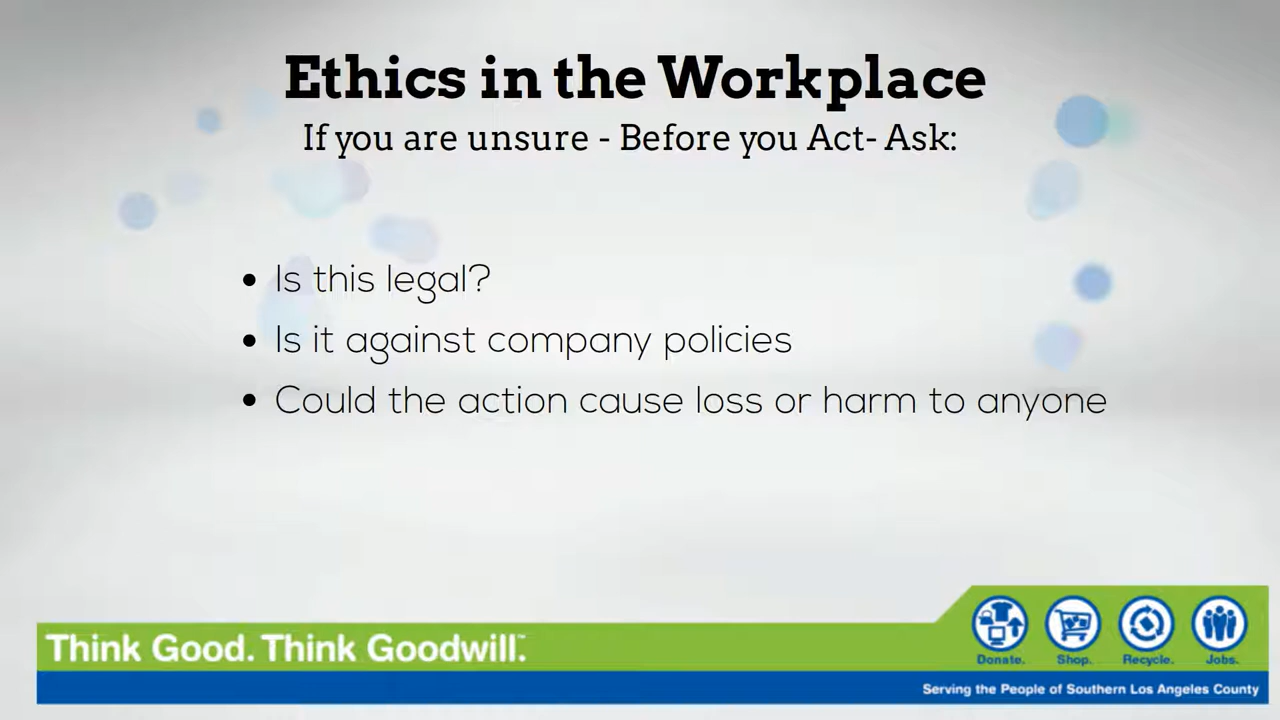 Ethics in the Workplace
If you are unsure - Before you Act- Ask:
• Is this legal?
• Is it against company policies
• Could the action cause loss or harm to anyone
Think Good. Think Goodwill.™
Donate. Shop. Recycle. Jobs.
Serving the People of Southern Los Angeles County